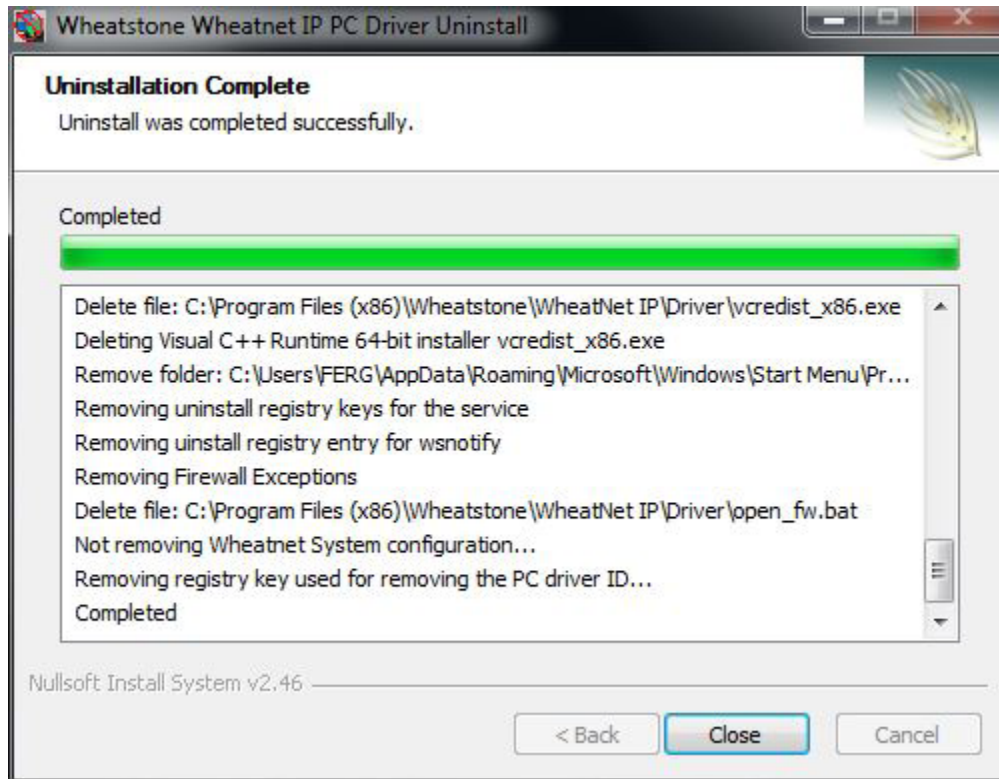 Wheatstone Wheatnet IP PC Driver Uninstall
Uninstallation Complete
Uninstall was completed successfully.
Completed
Delete file: C:\Program Files (x86)\Wheatstone\WheatNet IP\Driver\vcredist_x86.exe
Deleting Visual C++ Runtime 64-bit installer vcredist_x86.exe
Remove folder: C:\Users\FERG\AppData\Roaming\Microsoft\Windows\Start Menu\Pr...
Removing uninstall registry keys for the service
Removing uinstall registry entry for wsnotify
Removing Firewall Exceptions
Delete file: C:\Program Files (x86)\Wheatstone\WheatNet IP\Driver\open_fw.bat
Not removing Wheatnet System configuration...
Removing registry key used for removing the PC driver ID...
Completed
Nullsoft Install System v2.46
< Back Close Cancel